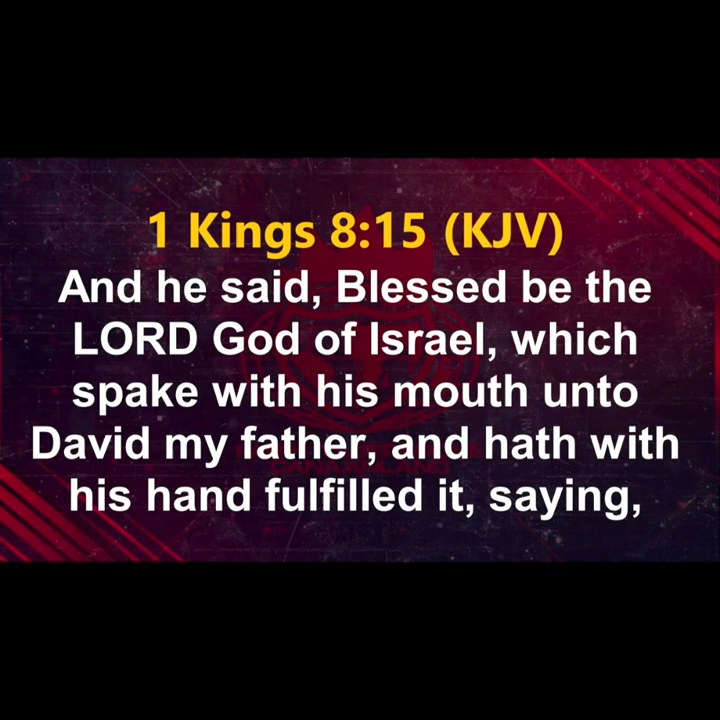 1 Kings 8:15 (KJV)
And he said, Blessed be the
LORD God of Israel, which
spake with his mouth unto
David my father, and hath with
his hand fulfilled it, saying,
CANAANLAND